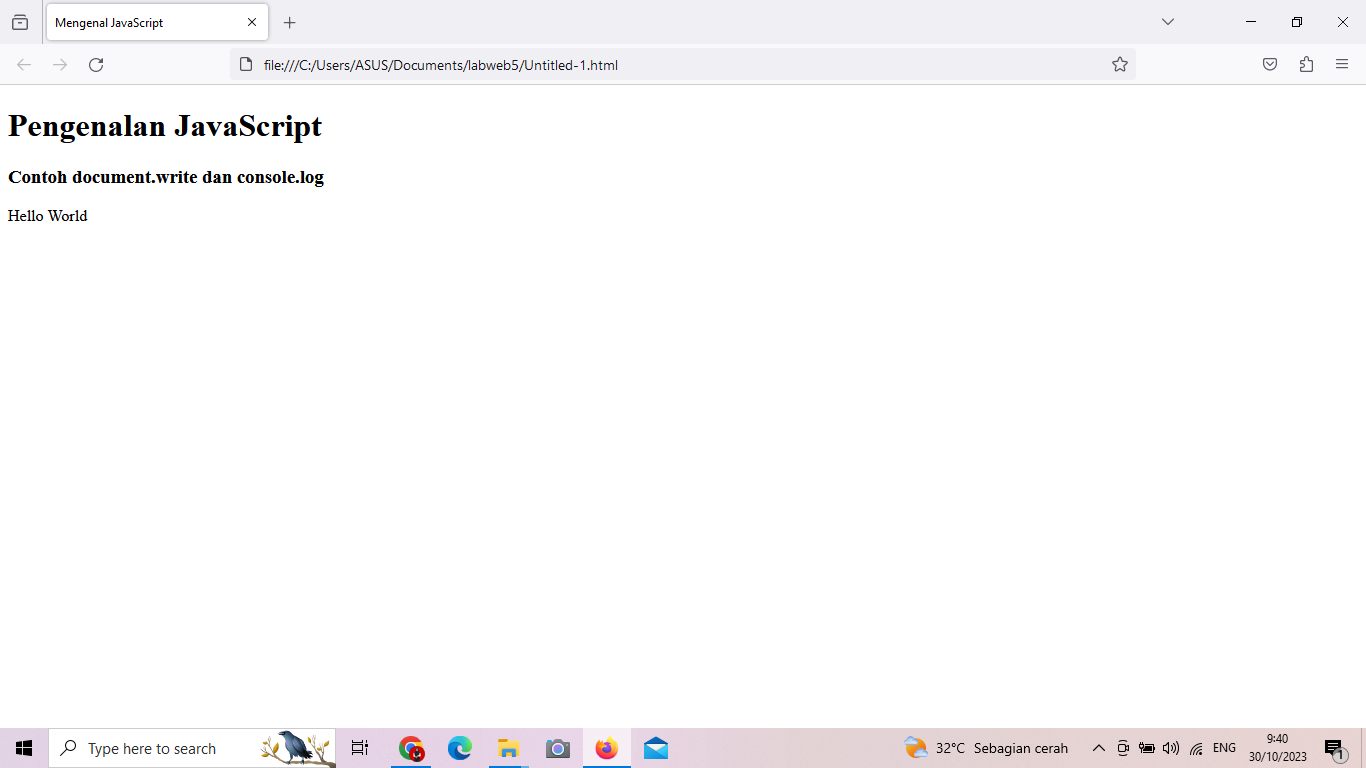 Mengenal JavaScript
file:///C:/Users/ASUS/Documents/labweb5/Untitled-1.html
Pengenalan JavaScript
Contoh document.write dan console.log
Hello World
Type here to search
32°C Sebagian cerah
ENG
9:40
30/10/2023
1